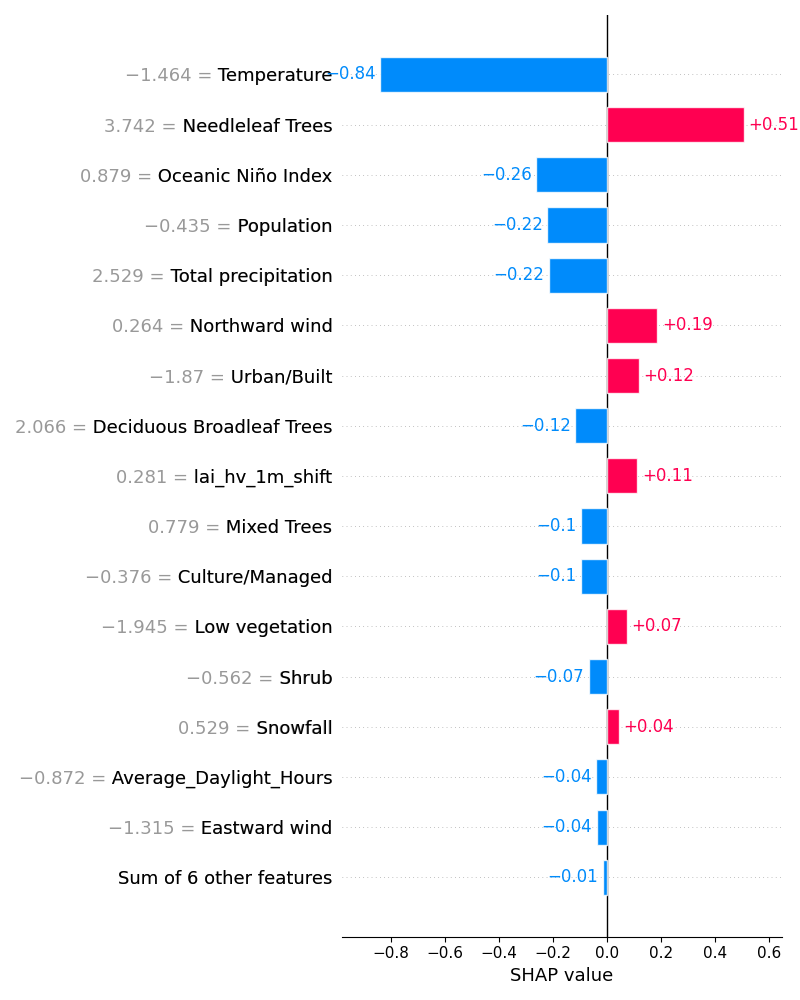 −1.464 = Temperature −0.84
3.742 = Needleleaf Trees +0.51
0.879 = Oceanic Niño Index −0.26
−0.435 = Population −0.22
2.529 = Total precipitation −0.22
0.264 = Northward wind +0.19
−1.87 = Urban/Built +0.12
2.066 = Deciduous Broadleaf Trees −0.12
0.281 = lai_hv_1m_shift +0.11
0.779 = Mixed Trees −0.1
−0.376 = Culture/Managed −0.1
−1.945 = Low vegetation +0.07
−0.562 = Shrub −0.07
0.529 = Snowfall +0.04
−0.872 = Average_Daylight_Hours −0.04
−1.315 = Eastward wind −0.04
Sum of 6 other features −0.01
−0.8 −0.6 −0.4 −0.2 0.0 0.2 0.4 0.6
SHAP value